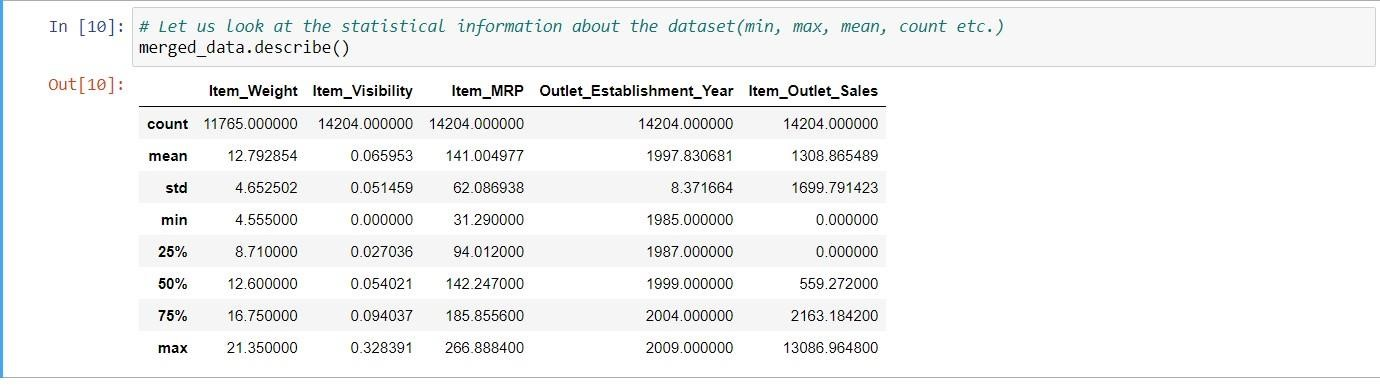 In [10]: # Let us look at the statistical information about the dataset(min, max, mean, count etc.)
merged_data.describe()
Out[10]:
Item_Weight Item_Visibility Item_MRP Outlet_Establishment_Year Item_Outlet_Sales
count 11765.000000 14204.000000 14204.000000 14204.000000 14204.000000
mean 12.792854 0.065953 141.004977 1997.830681 1308.865489
std 4.652502 0.051459 62.086938 8.371664 1699.791423
min 4.555000 0.000000 31.290000 1985.000000 0.000000
25% 8.710000 0.027036 94.012000 1987.000000 0.000000
50% 12.600000 0.054021 142.247000 1999.000000 559.272000
75% 16.750000 0.094037 185.855600 2004.000000 2163.184200
max 21.350000 0.328391 266.888400 2009.000000 13086.964800